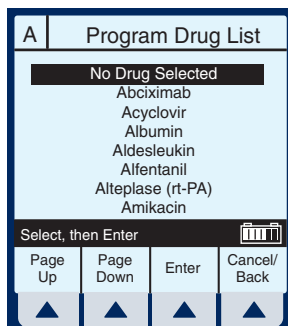 A Program Drug List
No Drug Selected
Abciximab
Acyclovir
Albumin
Aldesleukin
Alfentanil
Alteplase (rt-PA)
Amikacin
Select, then Enter
Page Up
Page Down
Enter
Cancel/
Back